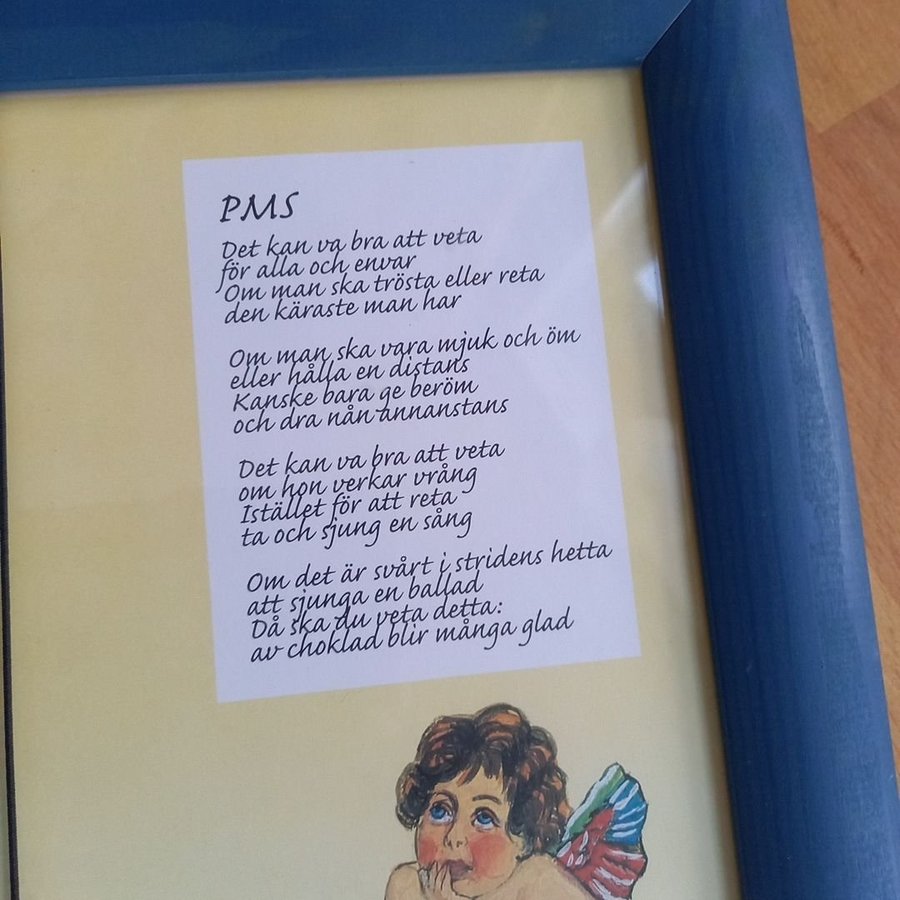 PMS
Det kan va bra att veta
för alla och envar
Om man ska trösta eller reta
den käraste man har
Om man ska vara mjuk och öm
eller hålla en distans
Kanske bara ge beröm
och dra nån annanstans
Det kan va bra att veta
om hon verkar vrång
Istället för att reta
ta och sjung en sång
Om det är svårt i stridens hetta
att sjunga en ballad
Då ska du veta detta:
av choklad blir många glad